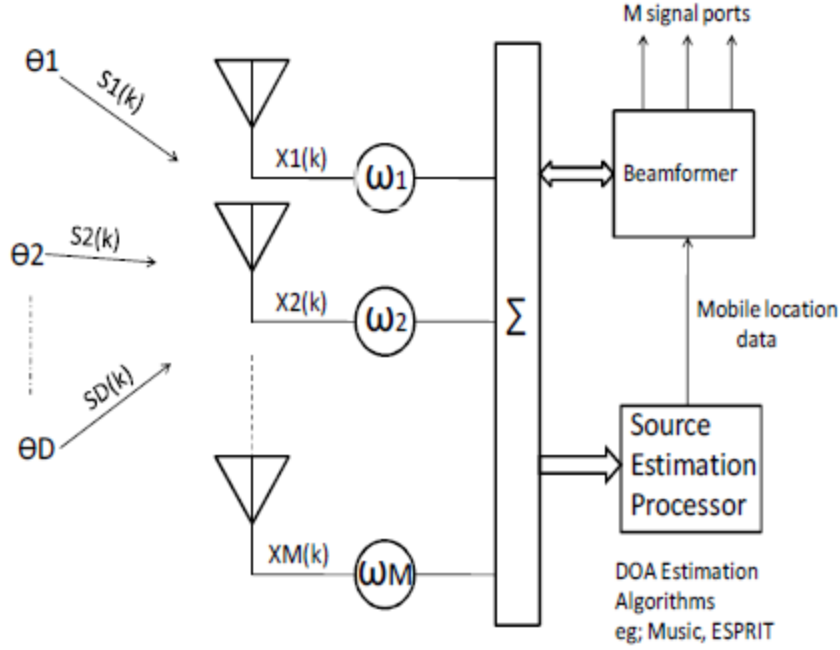 M signal ports
θ1
S1(k)
X1(k)
ω1
Beamformer
θ2
S2(k)
X2(k)
ω2
Σ
Mobile location
data
SD(k)
θD
Source
Estimation
Processor
XM(k)
ωM
DOA Estimation
Algorithms
eg; Music, ESPRIT